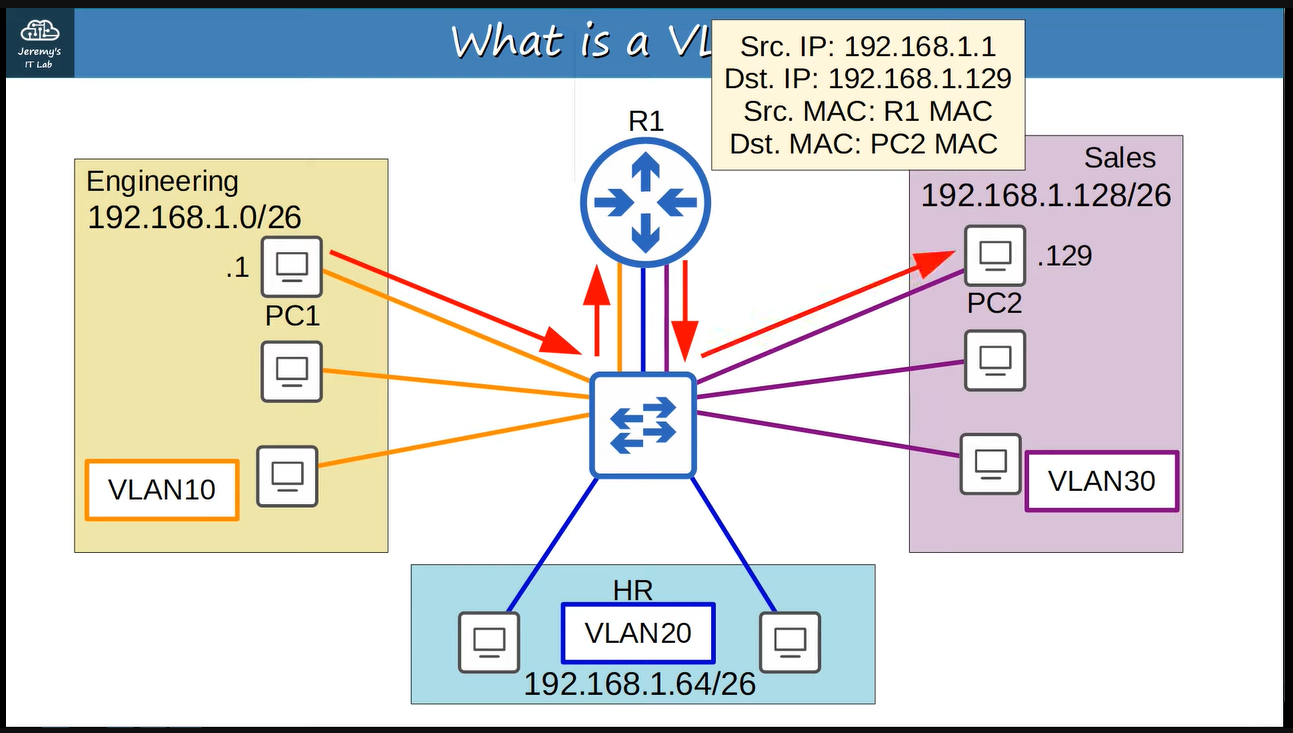 Jeremy's
IT Lab
What is a VL
Src. IP: 192.168.1.1
Dst. IP: 192.168.1.129
Src. MAC: R1 MAC
Dst. MAC: PC2 MAC
R1
Engineering
192.168.1.0/26
.1
PC1
VLAN10
Sales
192.168.1.128/26
.129
PC2
VLAN30
HR
VLAN20
192.168.1.64/26